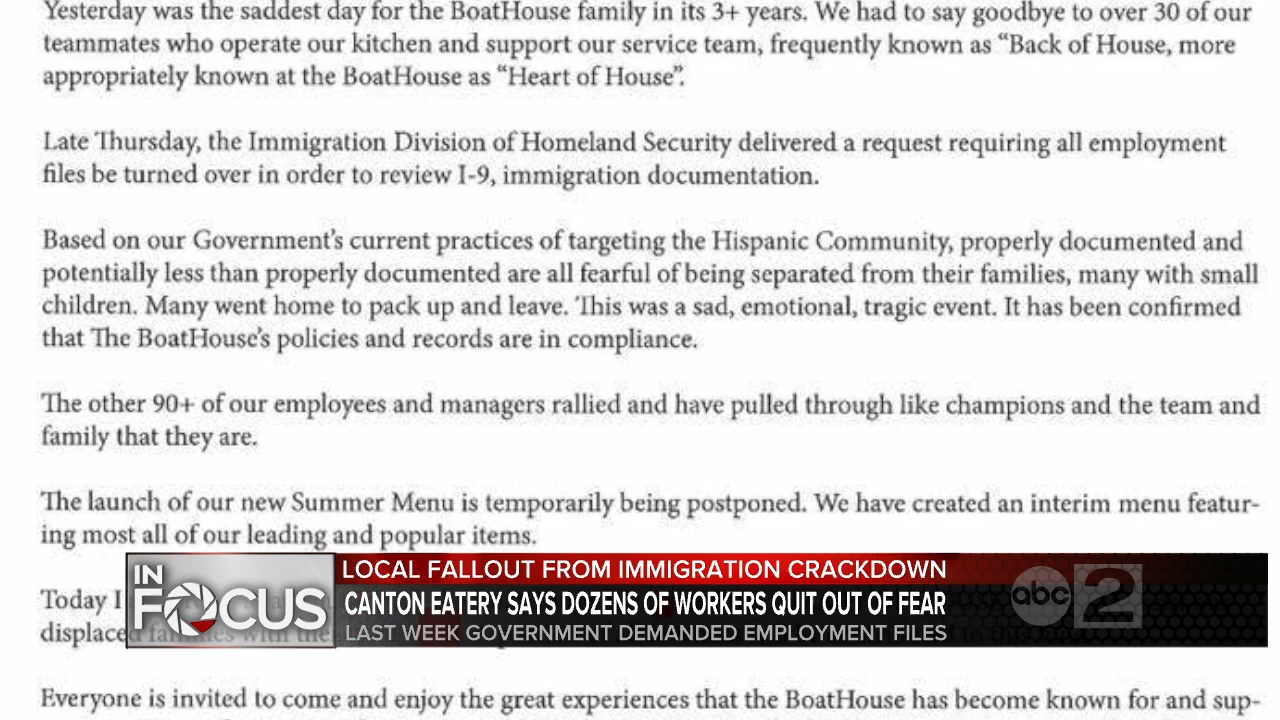 Yesterday was the saddest day for the BoatHouse family in its 3+ years. We had to say goodbye to over 30 of our
teammates who operate our kitchen and support our service team, frequently known as “Back of House, more
appropriately known at the BoatHouse as “Heart of House”.
Late Thursday, the Immigration Division of Homeland Security delivered a request requiring all employment
files be turned over in order to review I-9, immigration documentation.
Based on our Government’s current practices of targeting the Hispanic Community, properly documented and
potentially less than properly documented are all fearful of being separated from their families, many with small
children. Many went home to pack up and leave. This was a sad, emotional, tragic event. It has been confirmed
that The BoatHouse’s policies and records are in compliance.
The other 90+ of our employees and managers rallied and have pulled through like champions and the team and
family that they are.
The launch of our new Summer Menu is temporarily being postponed. We have created an interim menu featur-
ing most all of our leading and popular items.
Today I
displaced families with
IN FOCUS
LOCAL FALLOUT FROM IMMIGRATION CRACKDOWN
CANTON EATERY SAYS DOZENS OF WORKERS QUIT OUT OF FEAR
LAST WEEK GOVERNMENT DEMANDED EMPLOYMENT FILES
abc 2
Everyone is invited to come and enjoy the great experiences that the BoatHouse has become known for and sup-